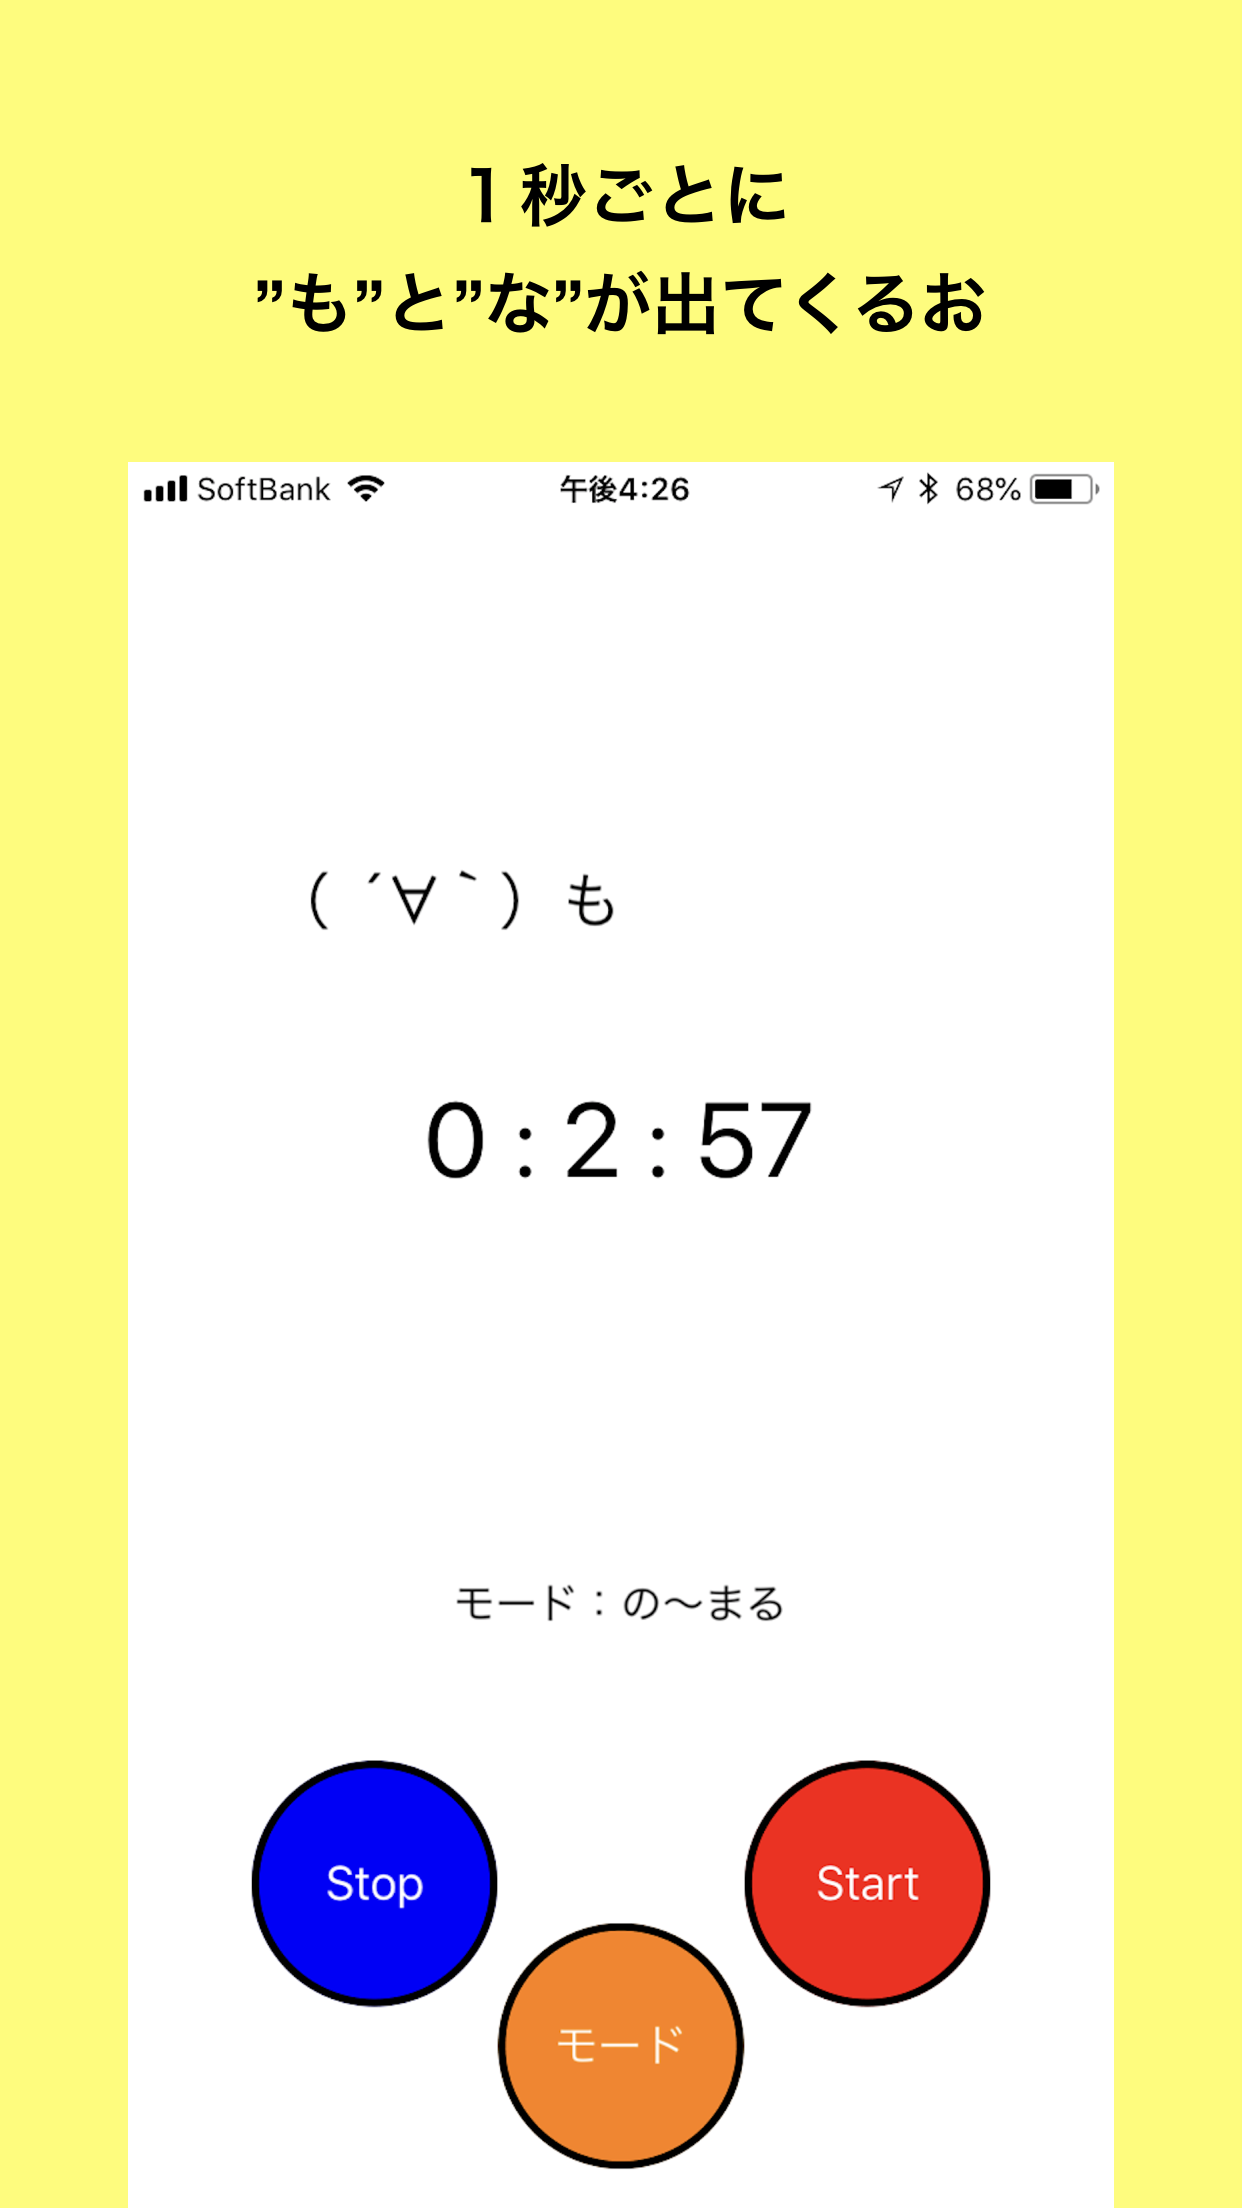 １秒ごとに
”も”と”な”が出てくるお
SoftBank 午後4:26 68%
（ ´∀｀）も
0 : 2 : 57
モード：の〜まる
Stop
Start
モード